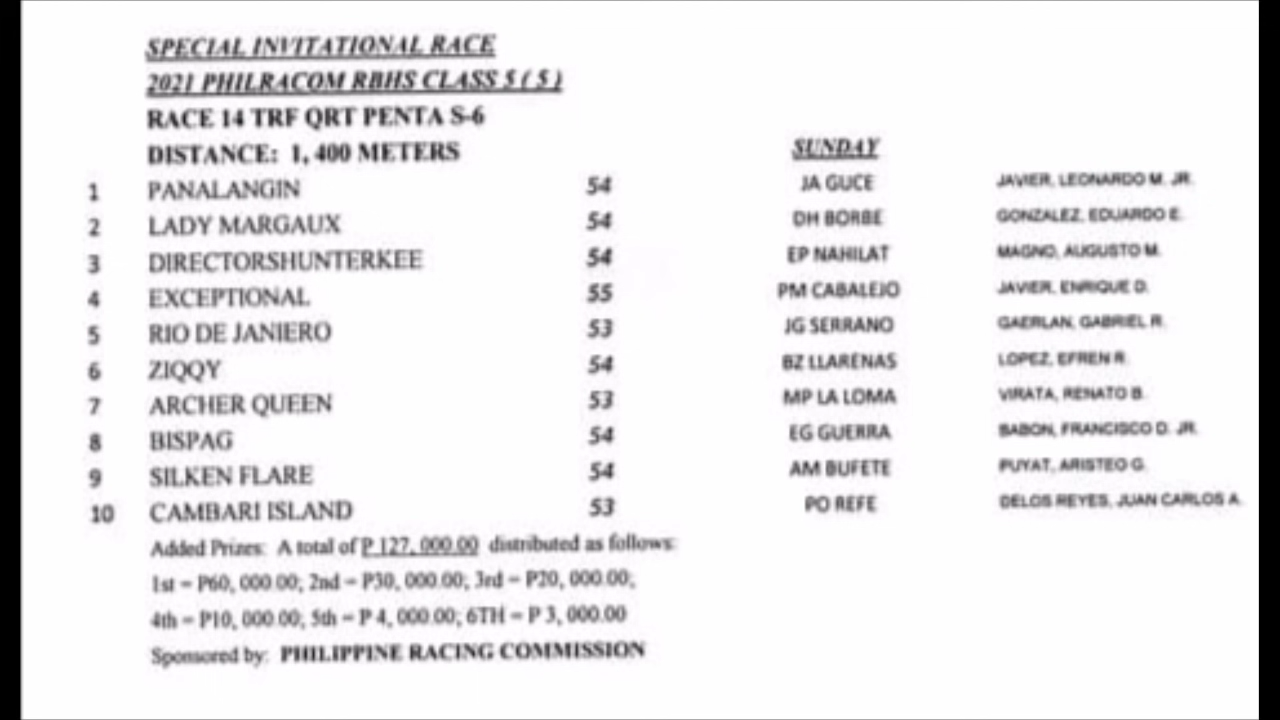 SPECIAL INVITATIONAL RACE
2021 PHILRACOM RBHS CLASS 5 ( 5 )
RACE 14 TRF QRT PENTA S-6
DISTANCE: 1, 400 METERS SUNDAY
1 PANALANGIN 54 JA GUCE JAVIER, LEONARDO M. JR.
2 LADY MARGAUX 54 DH BORBE GONZALEZ, EDUARDO E.
3 DIRECTORSHUNTERKEE 54 EP NAHILAT MAGNO, AUGUSTO M.
4 EXCEPTIONAL 55 PM CABALEJO JAVIER, ENRIQUE D.
5 RIO DE JANIERO 53 JG SERRANO GAERLAN, GABRIEL R.
6 ZIQQY 54 BZ LLARENAS LOPEZ, EFREN R.
7 ARCHER QUEEN 53 MP LA LOMA VIRATA, RENATO B.
8 BISPAG 54 EG GUERRA BABON, FRANCISCO D. JR.
9 SILKEN FLARE 54 AM BUFETE PUYAT, ARISTEO G.
10 CAMBARI ISLAND 53 PO REFE DELOS REYES, JUAN CARLOS A.
Added Prizes: A total of P 127, 000.00 distributed as follows:
1st = P60, 000.00; 2nd = P30, 000.00; 3rd = P20, 000.00;
4th = P10, 000.00; 5th = P 4, 000.00; 6TH = P 3, 000.00
Sponsored by: PHILIPPINE RACING COMMISSION